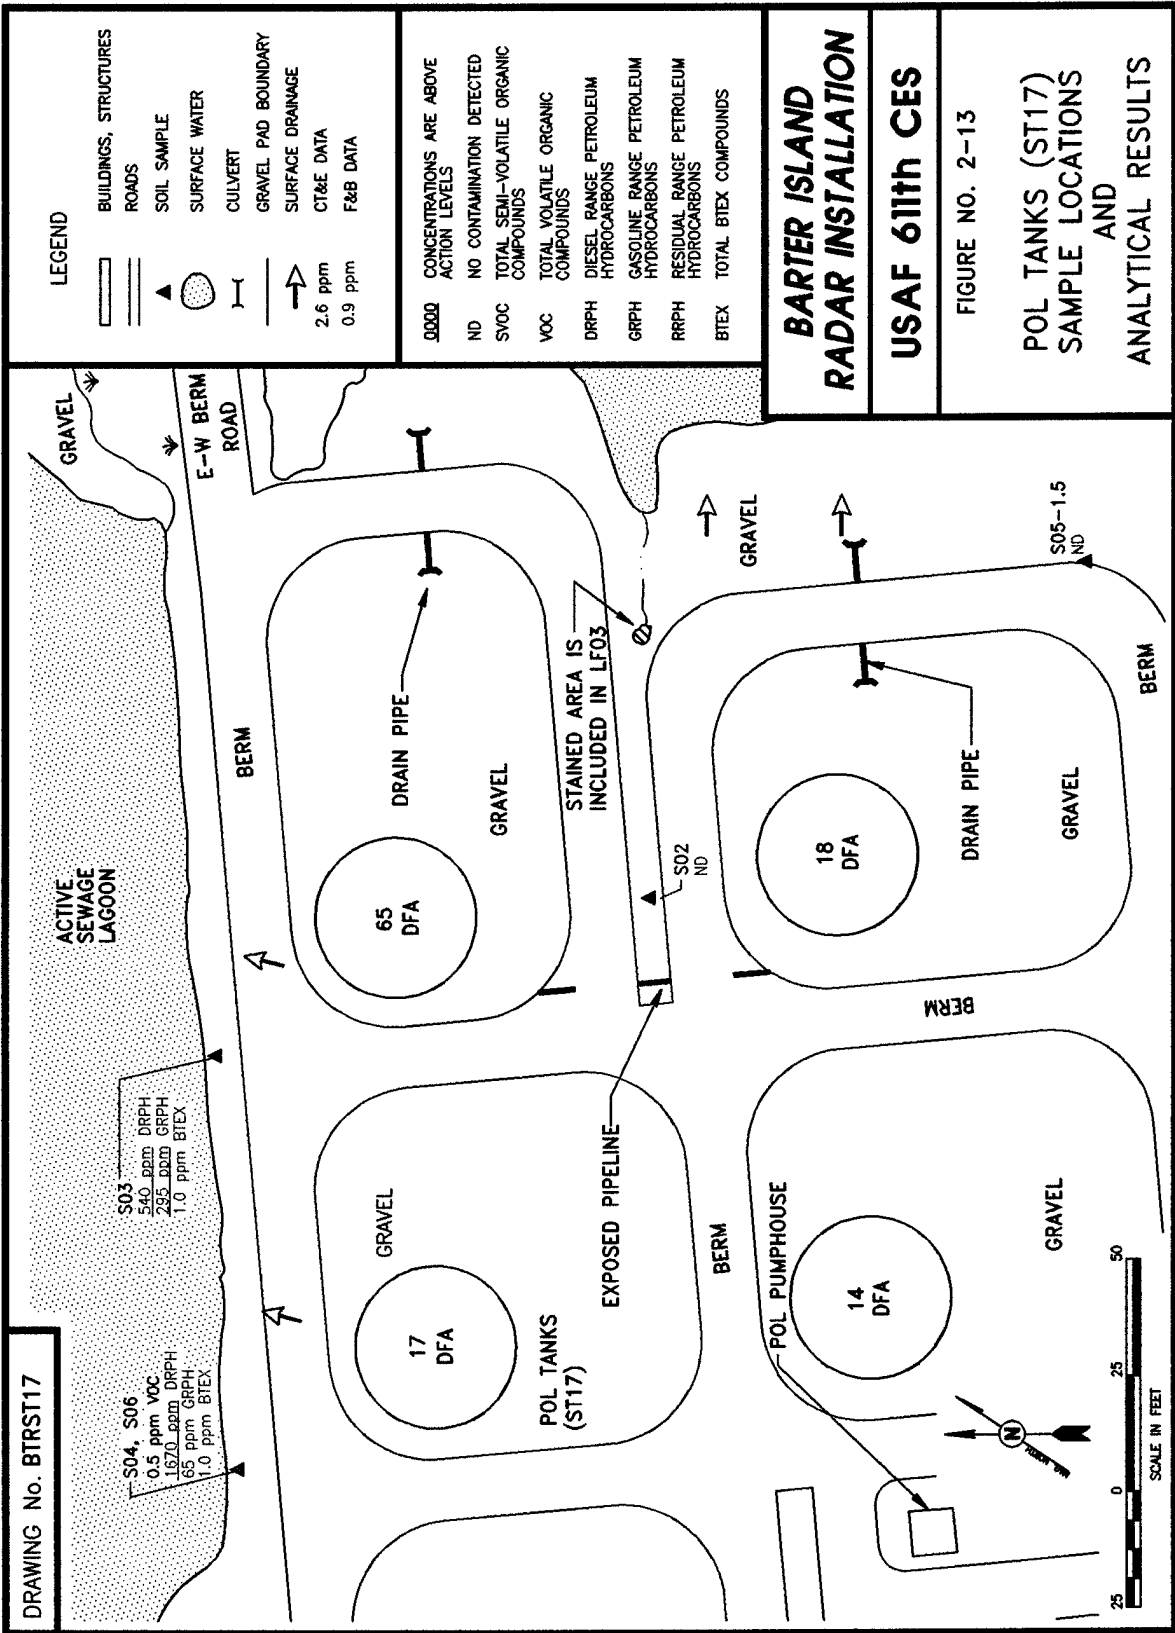 DRAWING No. BTRST17
ACTIVE
SEWAGE
LAGOON
GRAVEL
S04, S06
0.5 ppm VOC
1670 ppm DRPH
65 ppm GRPH
1.0 ppm BTEX
S03
540 ppm DRPH
295 ppm GRPH
1.0 ppm BTEX
E-W BERM
ROAD
BERM
17
DFA
GRAVEL
65
DFA
DRAIN PIPE
GRAVEL
POL TANKS
(ST17)
EXPOSED PIPELINE
STAINED AREA IS
INCLUDED IN LF03
S02
ND
GRAVEL
BERM
POL PUMPHOUSE
14
DFA
GRAVEL
BERM
18
DFA
DRAIN PIPE
GRAVEL
S05-1.5
ND
BERM
N
25 0 25 50
SCALE IN FEET
LEGEND
BUILDINGS, STRUCTURES
ROADS
SOIL SAMPLE
SURFACE WATER
CULVERT
GRAVEL PAD BOUNDARY
SURFACE DRAINAGE
2.6 ppm CT&E DATA
0.9 ppm F&B DATA
0000 CONCENTRATIONS ARE ABOVE
ACTION LEVELS
ND NO CONTAMINATION DETECTED
SVOC TOTAL SEMI-VOLATILE ORGANIC
COMPOUNDS
VOC TOTAL VOLATILE ORGANIC
COMPOUNDS
DRPH DIESEL RANGE PETROLEUM
HYDROCARBONS
GRPH GASOLINE RANGE PETROLEUM
HYDROCARBONS
RRPH RESIDUAL RANGE PETROLEUM
HYDROCARBONS
BTEX TOTAL BTEX COMPOUNDS
BARTER ISLAND
RADAR INSTALLATION
USAF 611th CES
FIGURE NO. 2-13
POL TANKS (ST17)
SAMPLE LOCATIONS
AND
ANALYTICAL RESULTS